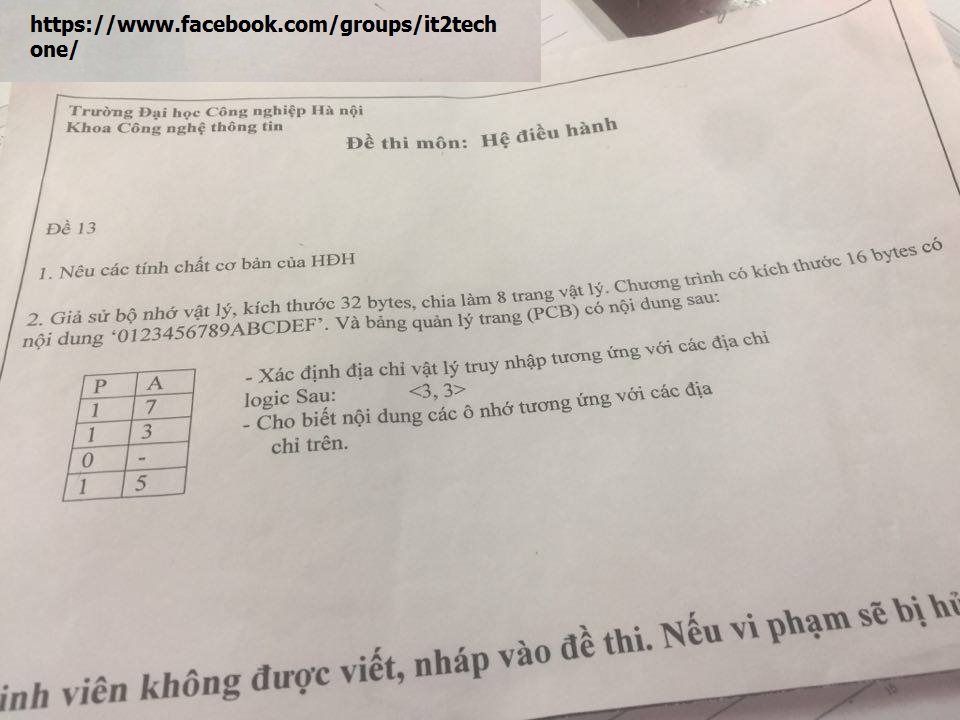 https://www.facebook.com/groups/it2tech
one/
Trường Đại học Công nghiệp Hà nội
Khoa Công nghệ thông tin
Đề thi môn: Hệ điều hành
Đề 13
1. Nêu các tính chất cơ bản của HĐH
2. Giả sử bộ nhớ vật lý, kích thước 32 bytes, chia làm 8 trang vật lý. Chương trình có kích thước 16 bytes có
nội dung ‘0123456789ABCDEF’. Và bảng quản lý trang (PCB) có nội dung sau:
P A
1 7
1 3
0 -
1 5
- Xác định địa chỉ vật lý truy nhập tương ứng với các địa chỉ
logic Sau: <3, 3>
- Cho biết nội dung các ô nhớ tương ứng với các địa
chỉ trên.
inh viên không được viết, nháp vào đề thi. Nếu vi phạm sẽ bị hủ